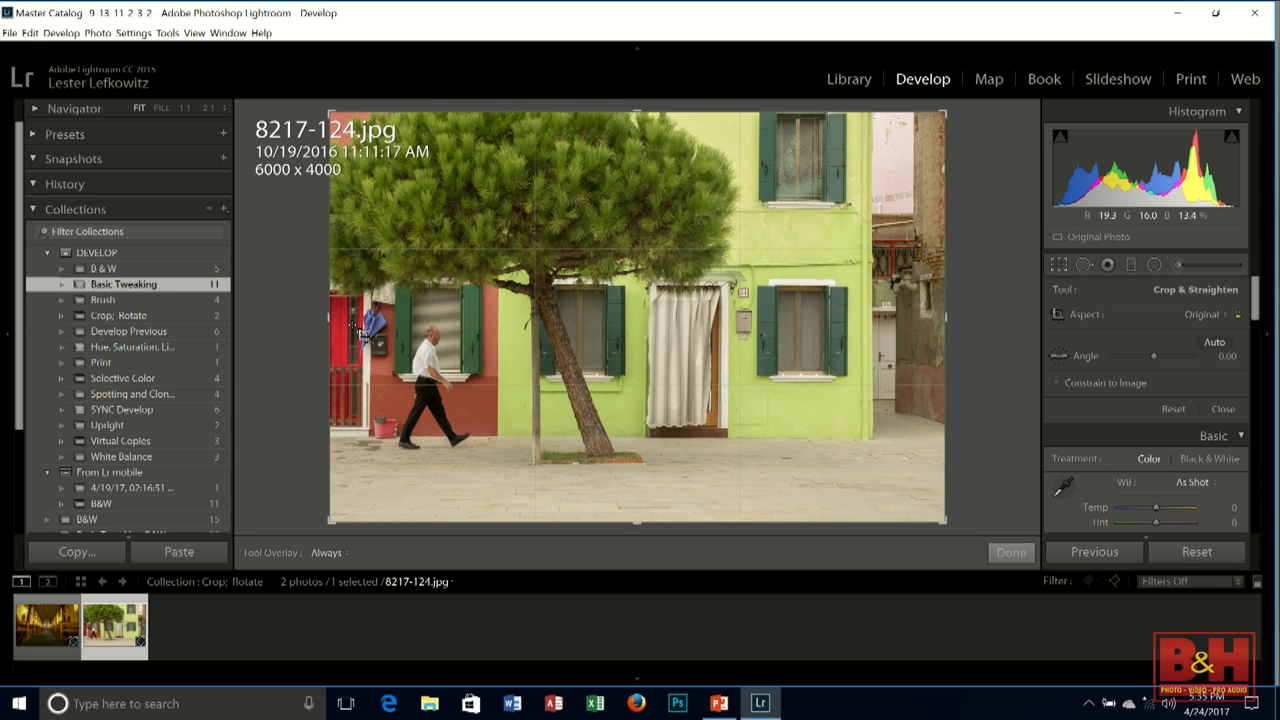 Master Catalog 9 13 11 2 3 2 Adobe Photoshop Lightroom Develop
File Edit Develop Photo Settings Tools View Window Help
Lr Adobe Lightroom CC 2015
Lester Lefkowitz
Library | Develop | Map | Book | Slideshow | Print | Web
Navigator FIT FILL 1:1 2:1
Presets +
Snapshots +
History
Collections − +
Filter Collections
DEVELOP
B & W 5
Basic Tweaking 11
Brush 4
Crop; Rotate 2
Develop Previous 6
Hue, Saturation, Li... 1
Print 1
Selective Color 4
Spotting and Clon... 4
SYNC Develop 6
Upright 2
Virtual Copies 3
White Balance 3
From Lr mobile
4/19/17, 02:16:51 ... 1
B&W 11
B&W 15
Copy... Paste
8217-124.jpg
10/19/2016 11:11:17 AM
6000 x 4000
Tool Overlay: Always
Done
Histogram
R 19.3 G 16.0 B 13.4 %
Original Photo
Tool: Crop & Straighten
Aspect: Original
Auto
Angle 0.00
Constrain to Image
Reset Close
Basic
Treatment: Color | Black & White
WB: As Shot
Temp 0
Tint 0
Previous Reset
1 2 Collection : Crop; Rotate 2 photos / 1 selected / 8217-124.jpg
Filter: Filters Off
B&H
PHOTO - VIDEO - PRO AUDIO
Type here to search
5:35 PM
4/24/2017